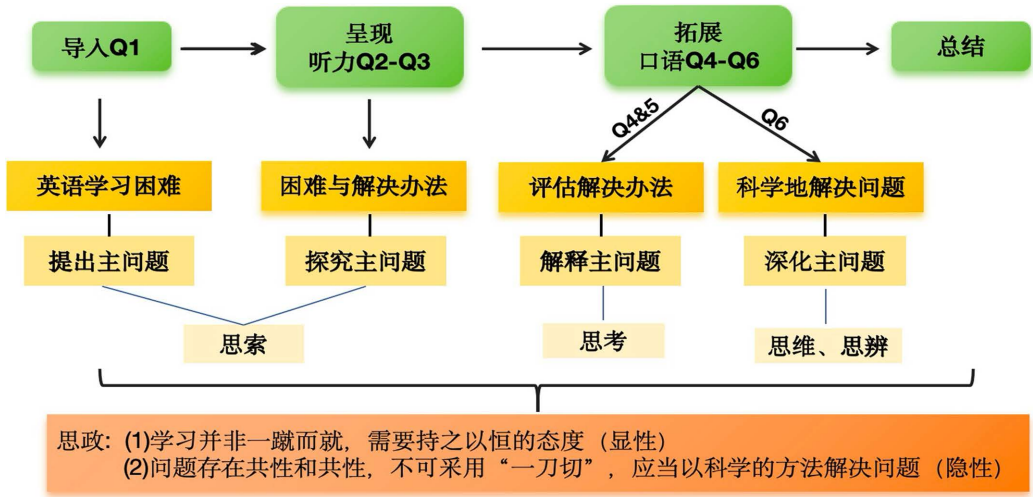 导入Q1
呈现
听力Q2-Q3
拓展
口语Q4-Q6
总结
Q4&5
Q6
英语学习困难
困难与解决办法
评估解决办法
科学地解决问题
提出主问题
探究主问题
解释主问题
深化主问题
思索
思考
思维、思辨
思政: (1)学习并非一蹴而就，需要持之以恒的态度（显性）
(2)问题存在共性和共性，不可采用“一刀切”，应当以科学的方法解决问题（隐性）